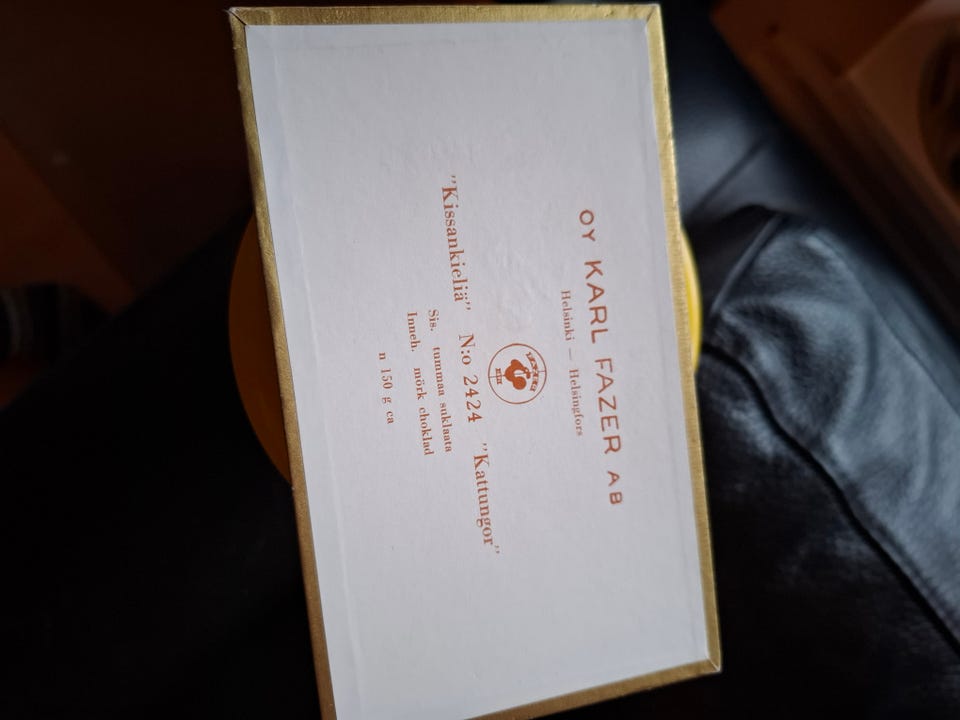 OY KARL FAZER AB
Helsinki — Helsingfors
"Kissankieliä" N:o 2424 "Kattungor"
Sis. tummaa suklaata
Inneh. mörk choklad
n 150 g ca